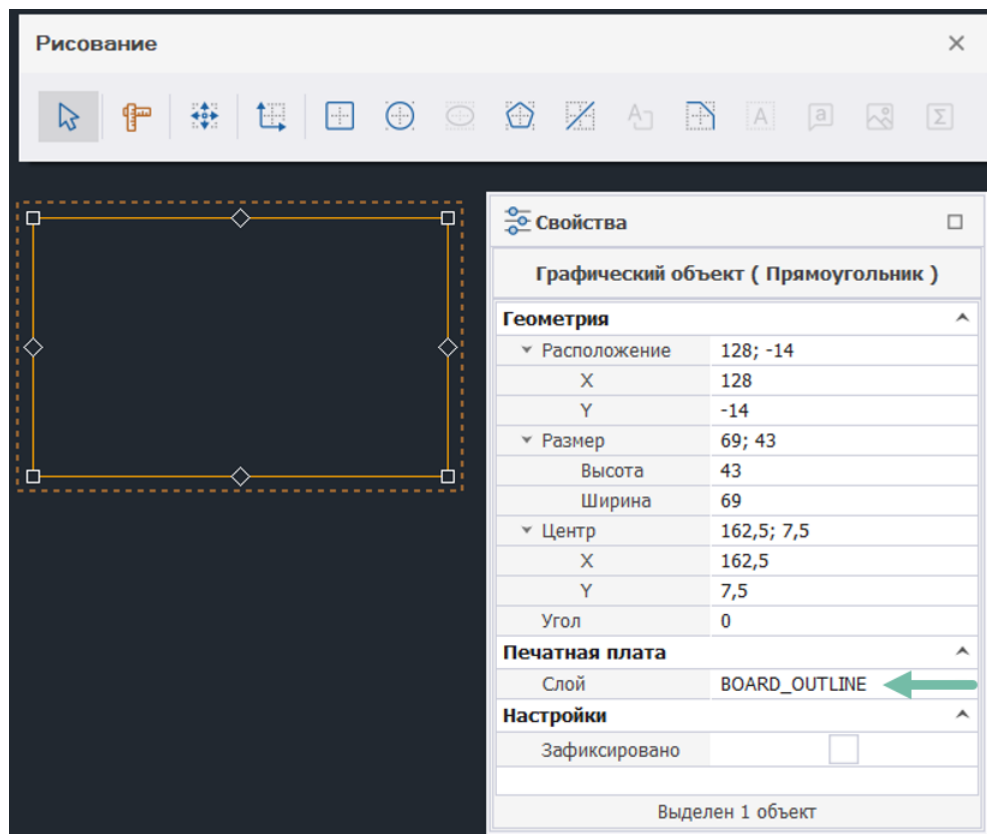 Рисование
A
A
a
Σ
Свойства
Графический объект ( Прямоугольник )
Геометрия
Расположение 128; -14
X 128
Y -14
Размер 69; 43
Высота 43
Ширина 69
Центр 162,5; 7,5
X 162,5
Y 7,5
Угол 0
Печатная плата
Слой BOARD_OUTLINE
Настройки
Зафиксировано
Выделен 1 объект